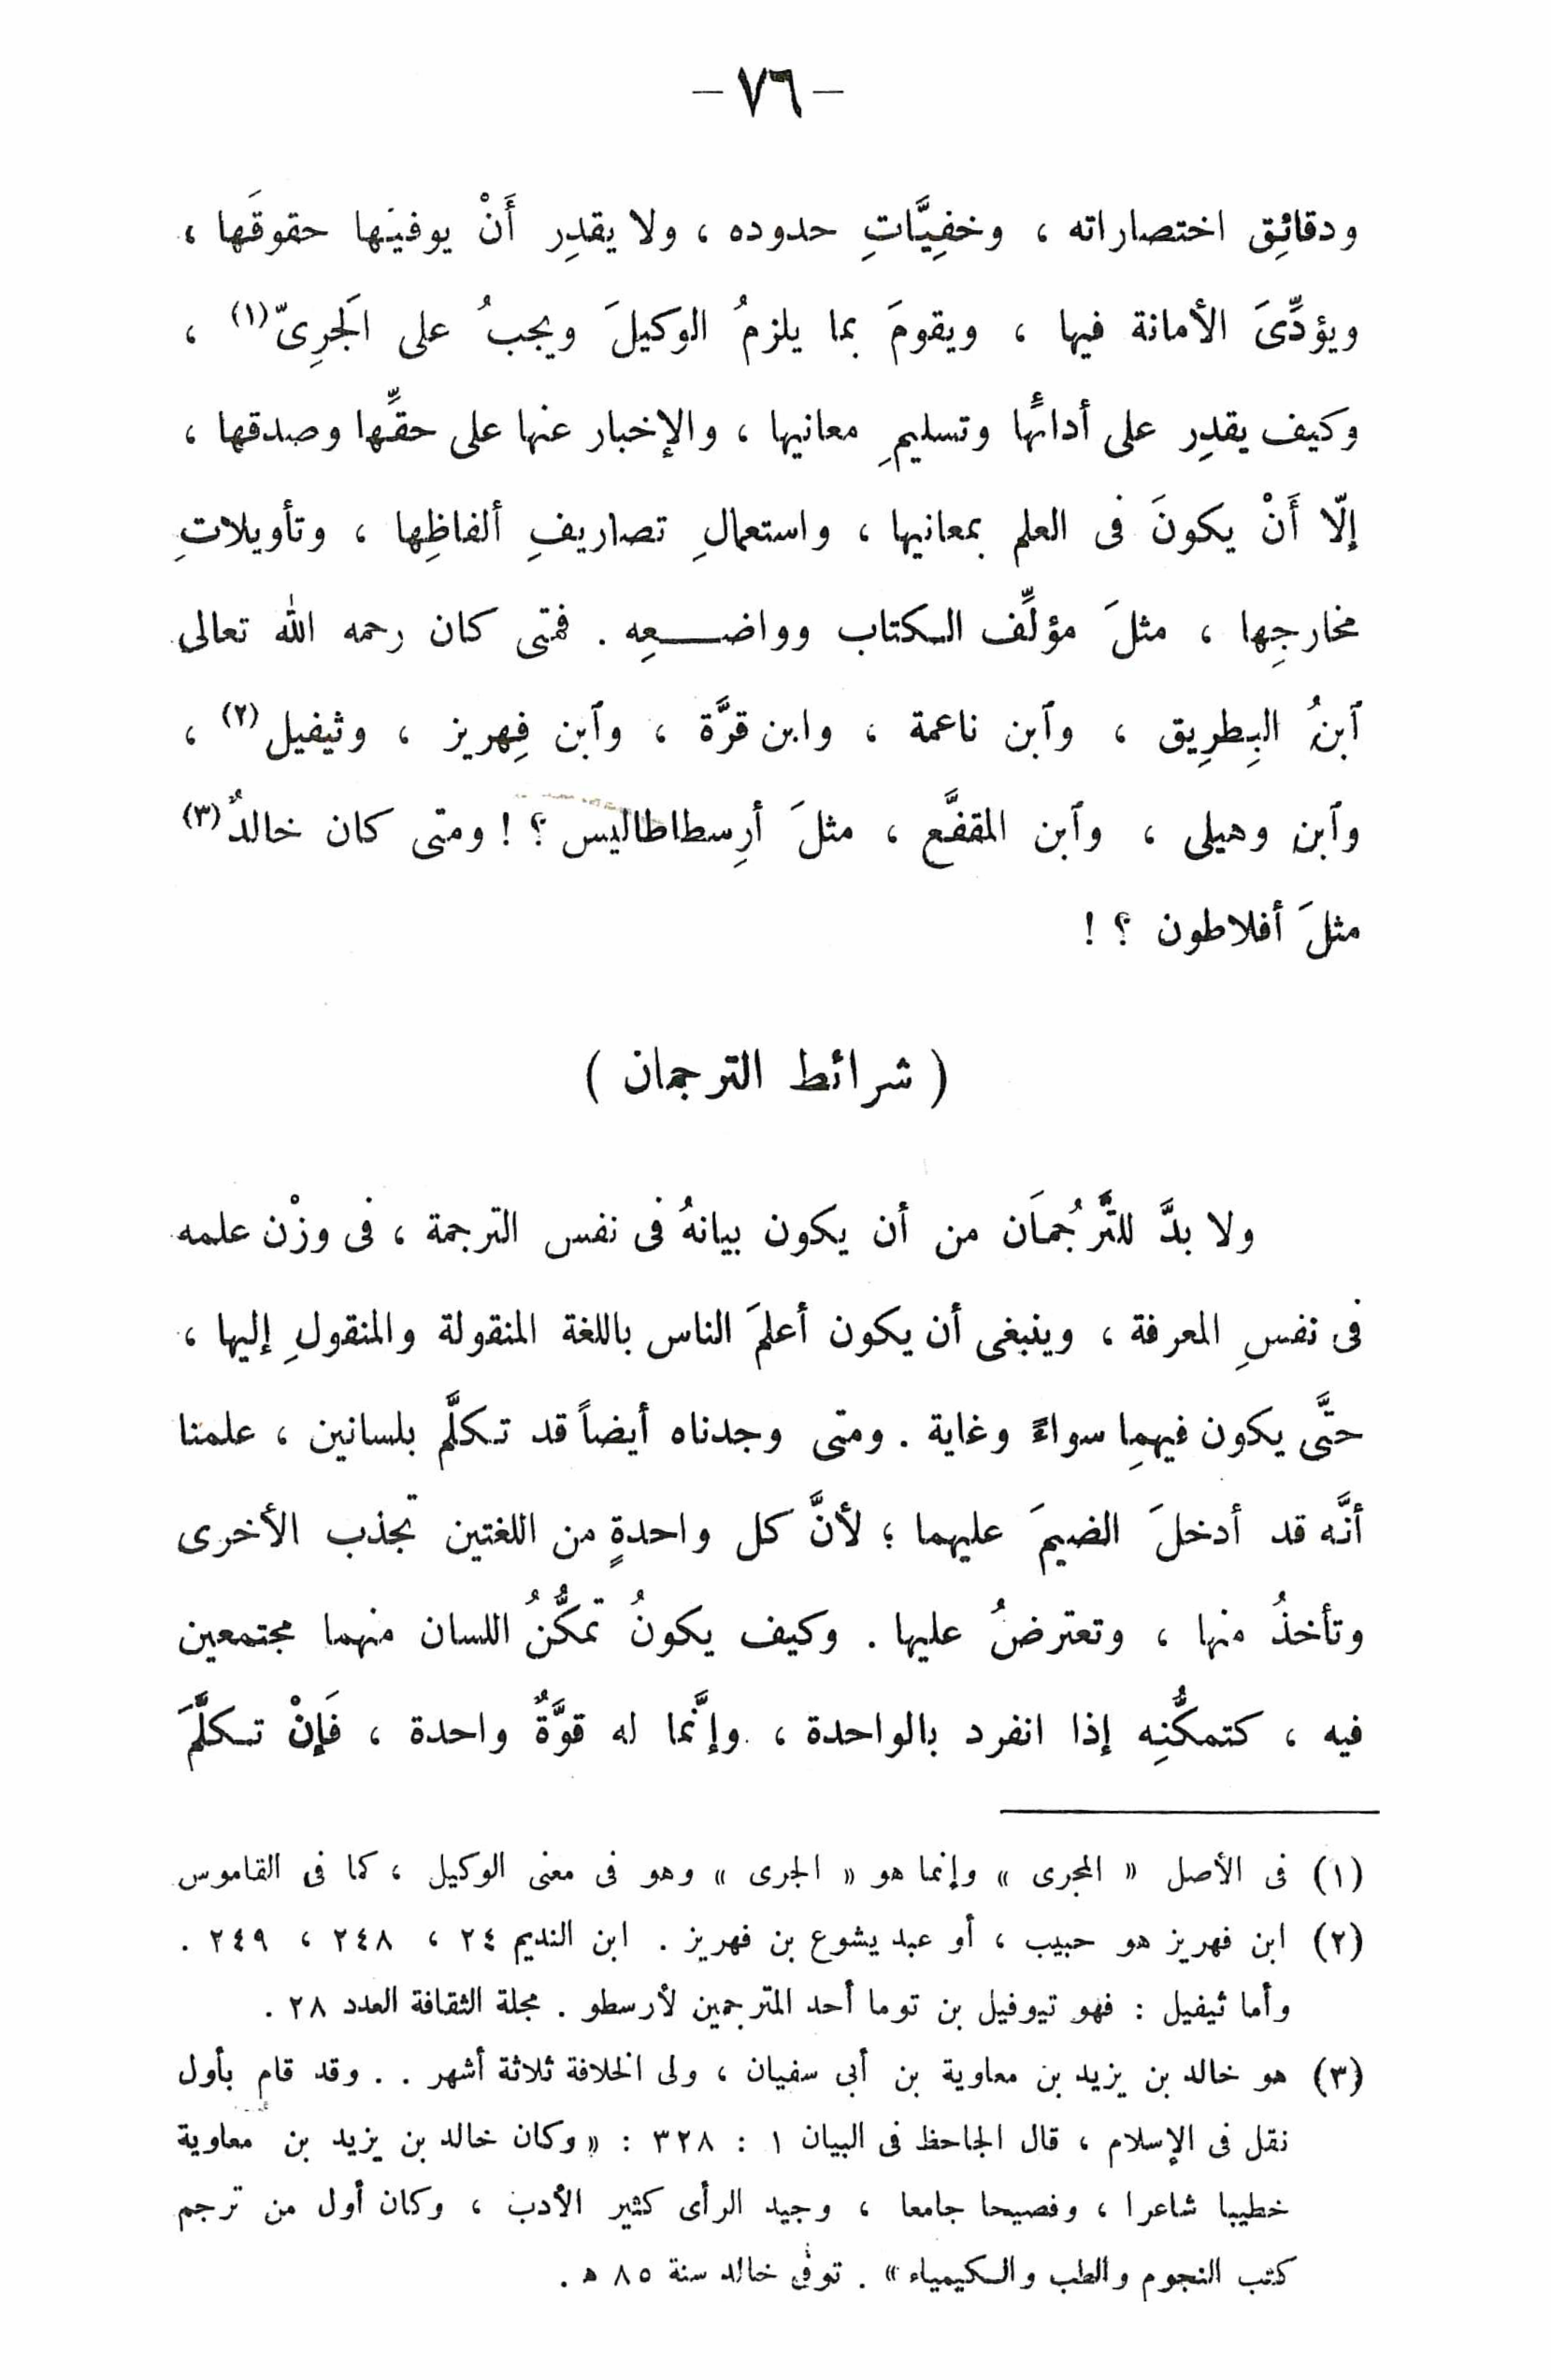 — ٧٦ —
ودقائِق اختصاراته ، وخفِيَّاتِ حدوده ، ولا يقدِر أَنْ يوفيَها حقوقَها ،
ويؤدِّىَ الأمانة فيها ، ويقومَ بما يلزمُ الوكيلَ ويجبُ على الَجرِىّ (١) ،
وكيف يقدِر على أدائها وتسليمِ معانيها ، والإخبار عنها على حقِّها وصدقها ،
إلّا أَنْ يكونَ فى العلم بمعانيها ، واستعمالِ تصاريفِ ألفاظِها ، وتأويلاتِ
مخارجِها ، مثلَ مؤلِّف الكتاب وواضعِه . فمتى كان رحمه الله تعالى
ٱبنُ البِطرِيق ، وٱبن ناعمة ، وابن قرَّة ، وٱبن فِهريز ، وثيفيل (٢) ،
وٱبن وهيلى ، وٱبن المقفَّع ، مثلَ أرِسطاطاليس ؟ ! ومتى كان خالدٌ (٣)
مثلَ أفلاطون ؟ !
( شرائط الترجمان )
ولا بدَّ للتَّرجُمَان من أن يكون بيانهُ فى نفس الترجمة ، فى وزْن علمه
فى نفسِ المعرفة ، وينبغى أن يكون أعلمَ الناس باللغة المنقولة والمنقولِ إليها ،
حتَّى يكون فيهمِا سواءً وغاية . ومتى وجدناه أيضاً قد تكلَّم بلسانين ، علمنا
أنَّه قد أدخلَ الضيمَ عليهما ؛ لأنَّ كل واحدةٍ من اللغتين تجذب الأخرى
وتأخذُ منها ، وتعترضُ عليها . وكيف يكونُ تمكُّنُ اللسان منهما مجتمعين
فيه ، كتمكُّنِه إذا انفرد بالواحدة ، وإنَّما له قوَّةٌ واحدة ، فَإِنْ تكلَّمَ
(١) فى الأصل « المجرى » وإنما هو « الجرى » وهو فى معنى الوكيل ، كما فى القاموس
(٢) ابن فهريز هو حبيب ، أو عبد يشوع بن فهريز . ابن النديم ٢٤ ، ٢٤٨ ، ٢٤٩ .
وأما ثيفيل : فهو تيوفيل بن توما أحد المترجمين لأرسطو . مجلة الثقافة العدد ٢٨ .
(٣) هو خالد بن يزيد بن معاوية بن أبى سفيان ، ولى الخلافة ثلاثة أشهر . . وقد قام بأول
نقل فى الإسلام ، قال الجاحظ فى البيان ١ : ٣٢٨ : « وكان خالد بن يزيد بن معاوية
خطيبا شاعرا ، وفصيحا جامعا ، وجيد الرأى كثير الأدب ، وكان أول من ترجم
كتب النجوم والطب والكيمياء » . توفى خالد سنة ٨٥ ه .